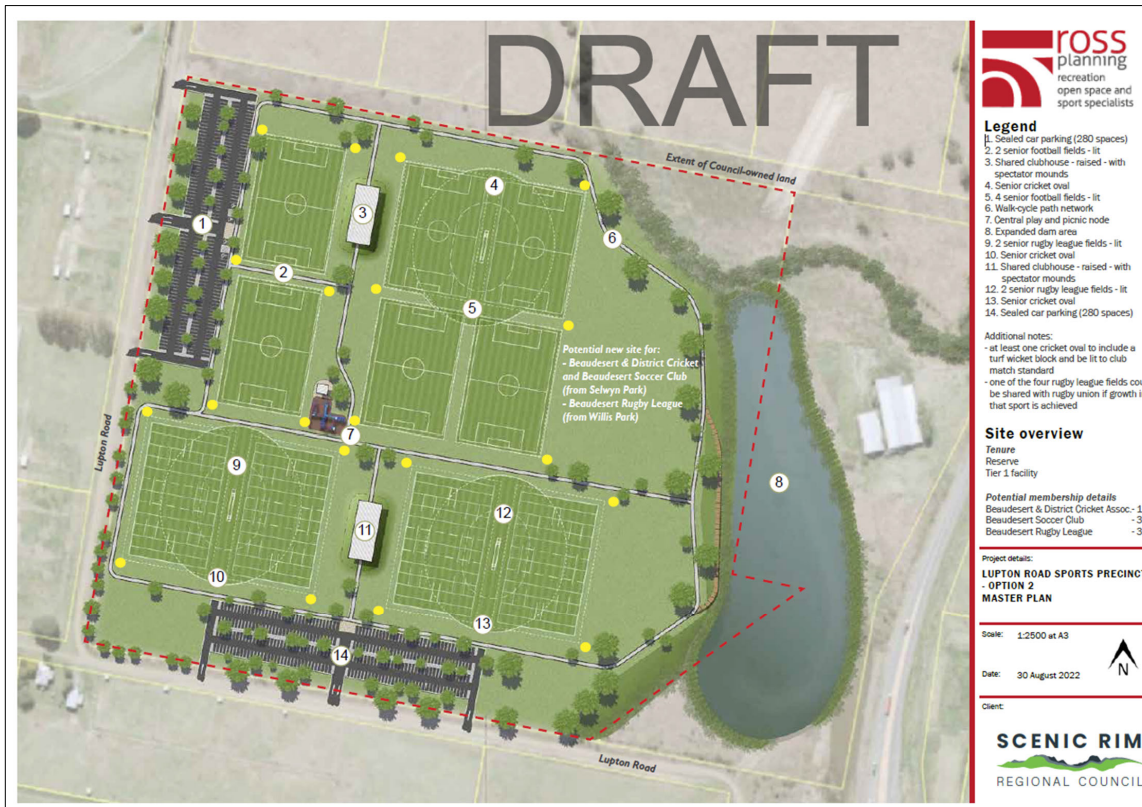 DRAFT
Extent of Council-owned land
1
2
3
4
5
6
7
8
9
10
11
12
13
14
Potential new site for:
- Beaudesert & District Cricket
and Beaudesert Soccer Club
(from Selwyn Park)
- Beaudesert Rugby League
(from Willis Park)
Lupton Road
Lupton Road
ross
planning
recreation
open space and
sport specialists
Legend
1. Sealed car parking (280 spaces)
2. 2 senior football fields - lit
3. Shared clubhouse - raised - with
spectator mounds
4. Senior cricket oval
5. 4 senior football fields - lit
6. Walk-cycle path network
7. Central play and picnic node
8. Expanded dam area
9. 2 senior rugby league fields - lit
10. Senior cricket oval
11. Shared clubhouse - raised - with
spectator mounds
12. 2 senior rugby league fields - lit
13. Senior cricket oval
14. Sealed car parking (280 spaces)
Additional notes:
- at least one cricket oval to include a
turf wicket block and be lit to club
match standard
- one of the four rugby league fields cou
be shared with rugby union if growth i
that sport is achieved
Site overview
Tenure
Reserve
Tier 1 facility
Potential membership details
Beaudesert & District Cricket Assoc.- 1
Beaudesert Soccer Club - 3
Beaudesert Rugby League - 3
Project details:
LUPTON ROAD SPORTS PRECINCT
- OPTION 2
MASTER PLAN
Scale: 1:2500 at A3
Date: 30 August 2022
N
Client:
SCENIC RIM
REGIONAL COUNCIL